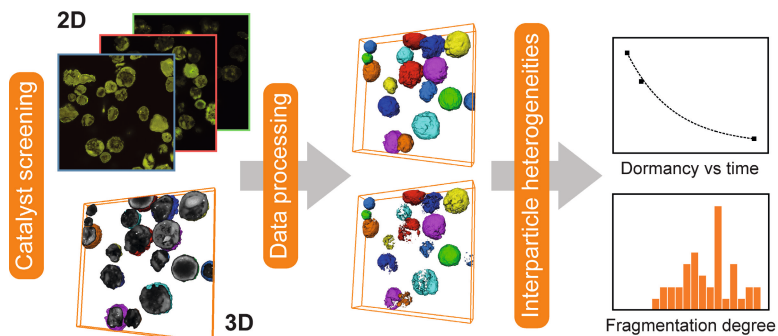 Catalyst screening
2D
3D
Data processing
Interparticle heterogeneities
Dormancy vs time
Fragmentation degree